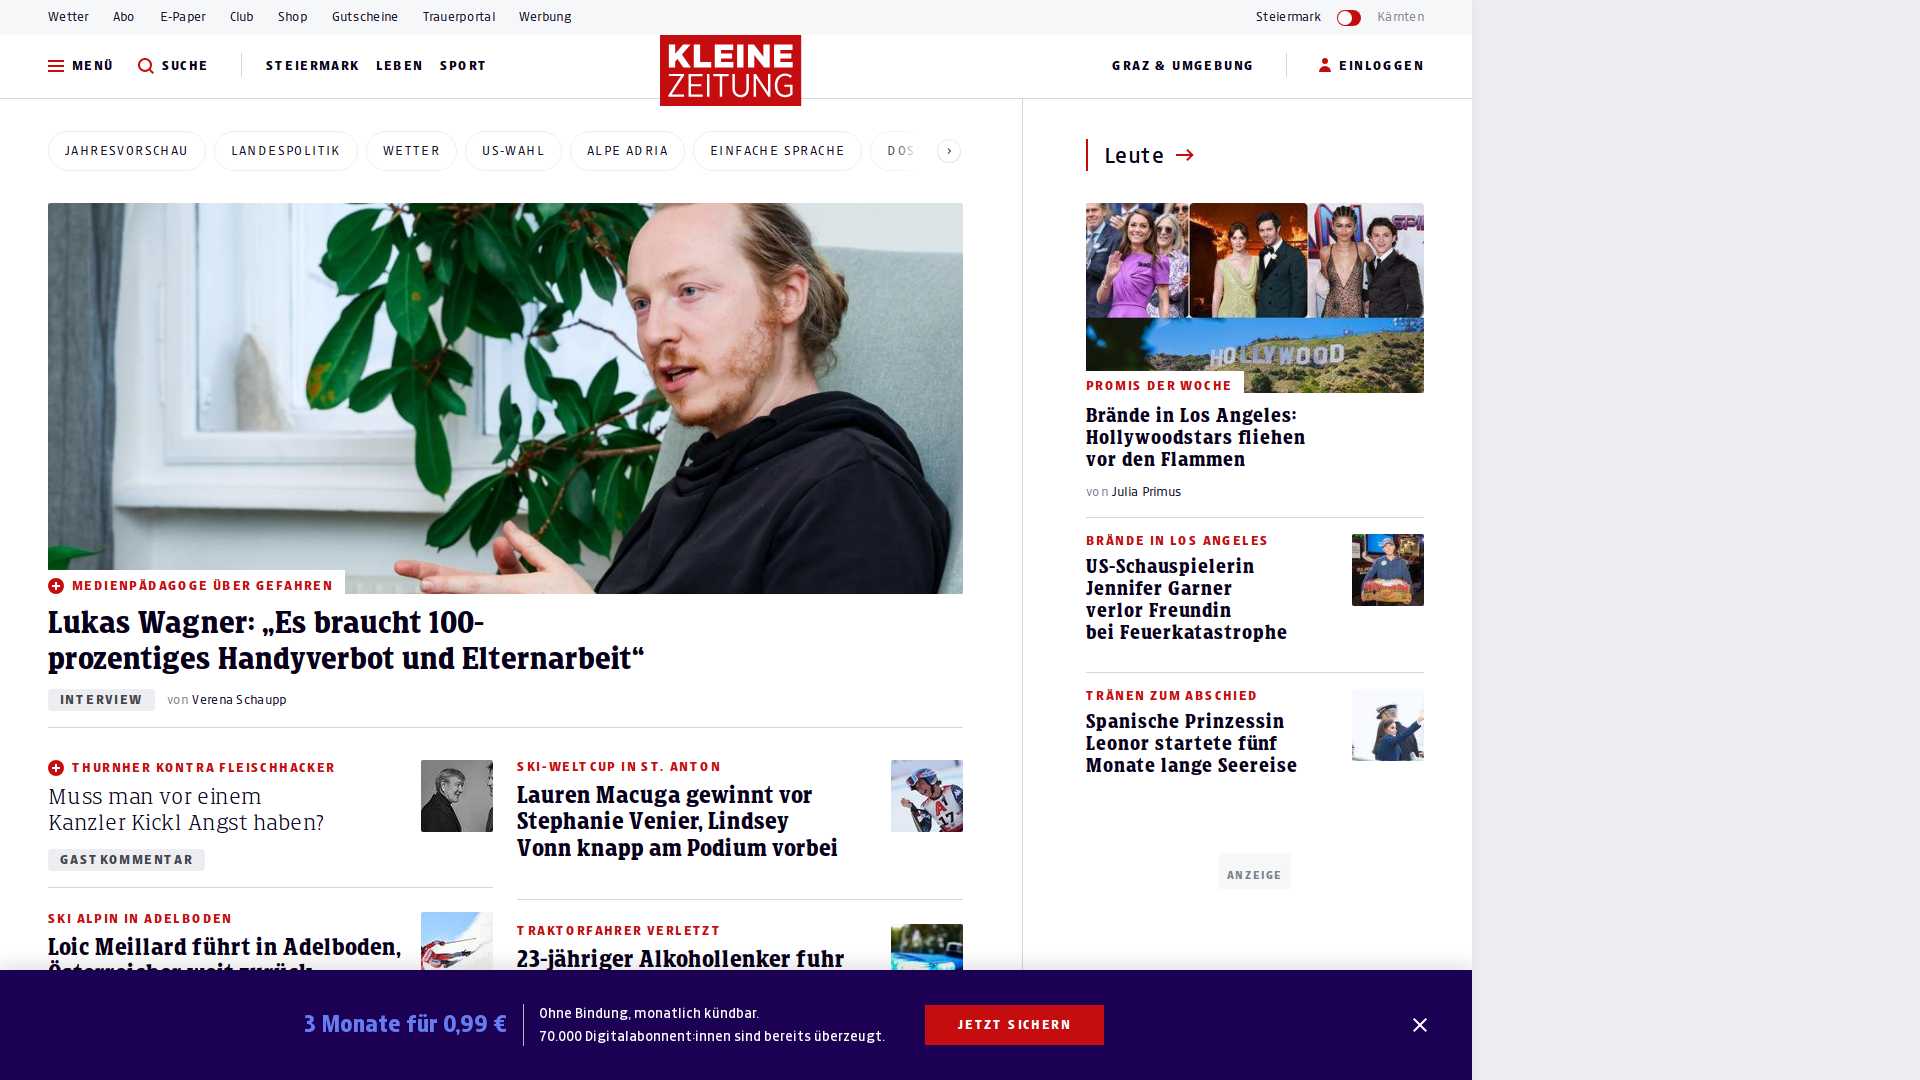 Wetter Abo E-Paper Club Shop Gutscheine Trauerportal Werbung Steiermark Kärnten
MENÜ SUCHE STEIERMARK LEBEN SPORT KLEINE ZEITUNG GRAZ & UMGEBUNG EINLOGGEN
JAHRESVORSCHAU LANDESPOLITIK WETTER US-WAHL ALPE ADRIA EINFACHE SPRACHE DOS
MEDIENPÄDAGOGE ÜBER GEFAHREN
Lukas Wagner: „Es braucht 100-
prozentiges Handyverbot und Elternarbeit“
INTERVIEW von Verena Schaupp
THURNHER KONTRA FLEISCHHACKER
Muss man vor einem
Kanzler Kickl Angst haben?
GASTKOMMENTAR
SKI ALPIN IN ADELBODEN
Loic Meillard führt in Adelboden,
Österreicher weit zurück
SKI-WELTCUP IN ST. ANTON
Lauren Macuga gewinnt vor
Stephanie Venier, Lindsey
Vonn knapp am Podium vorbei
TRAKTORFAHRER VERLETZT
23-jähriger Alkohollenker fuhr
Leute
HOLLYWOOD
PROMIS DER WOCHE
Brände in Los Angeles:
Hollywoodstars fliehen
vor den Flammen
von Julia Primus
BRÄNDE IN LOS ANGELES
US-Schauspielerin
Jennifer Garner
verlor Freundin
bei Feuerkatastrophe
TRÄNEN ZUM ABSCHIED
Spanische Prinzessin
Leonor startete fünf
Monate lange Seereise
ANZEIGE
3 Monate für 0,99 €
Ohne Bindung, monatlich kündbar.
70.000 Digitalabonnent:innen sind bereits überzeugt.
JETZT SICHERN